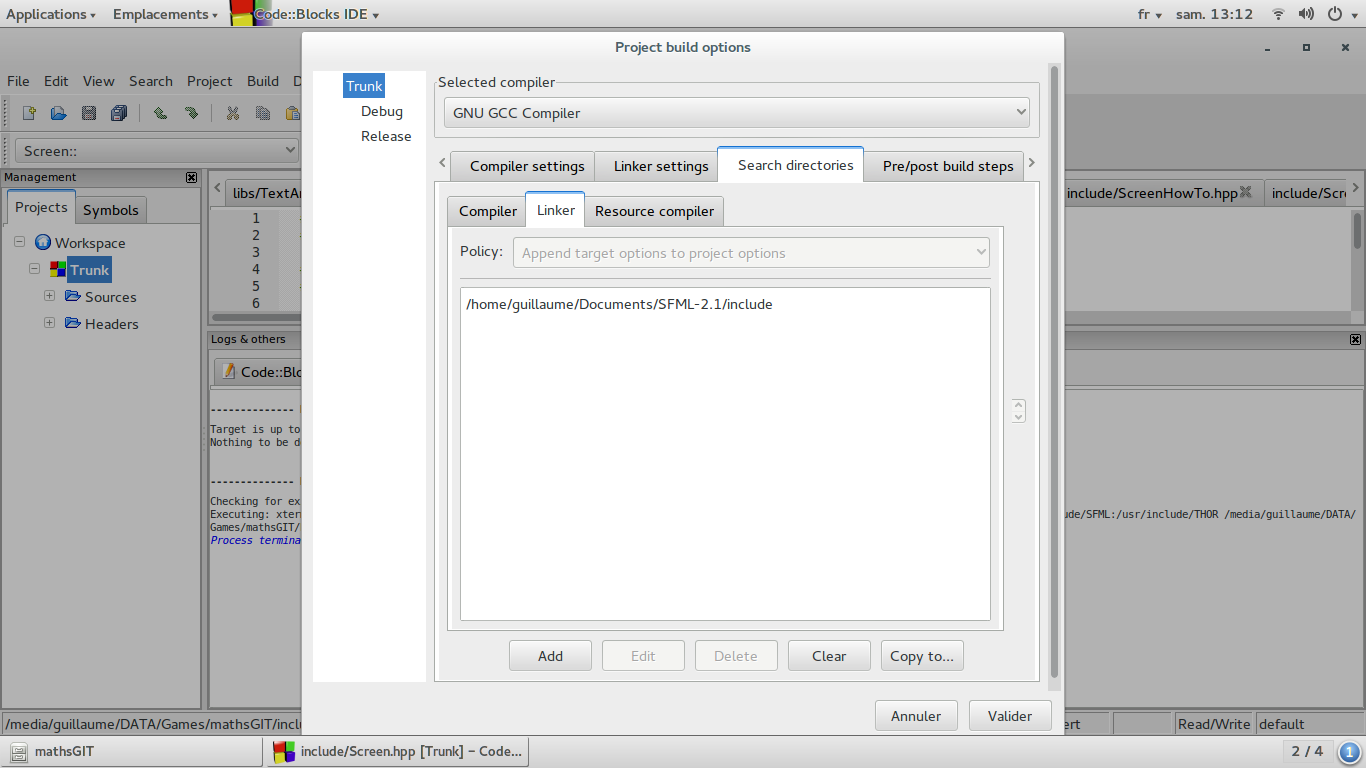 Applications Emplacements Code::Blocks IDE fr sam. 13:12
Project build options
File Edit View Search Project Build D
Screen::
Management
Projects Symbols
Workspace
Trunk
Sources
Headers
libs/TextAr
1
2
3
4
5
6
include/ScreenHowTo.hpp include/Scre
Logs & others
Code::Blo
--------------
Target is up to
Nothing to be d
--------------
Checking for ex
Executing: xter
ude/SFML:/usr/include/THOR /media/guillaume/DATA/
Games/mathsGIT/
Process termina
Trunk
Debug
Release
Selected compiler
GNU GCC Compiler
Compiler settings Linker settings Search directories Pre/post build steps
Compiler Linker Resource compiler
Policy: Append target options to project options
/home/guillaume/Documents/SFML-2.1/include
Add Edit Delete Clear Copy to...
Annuler Valider
/media/guillaume/DATA/Games/mathsGIT/incl ert Read/Write default
mathsGIT include/Screen.hpp [Trunk] – Code... 2 / 4 1